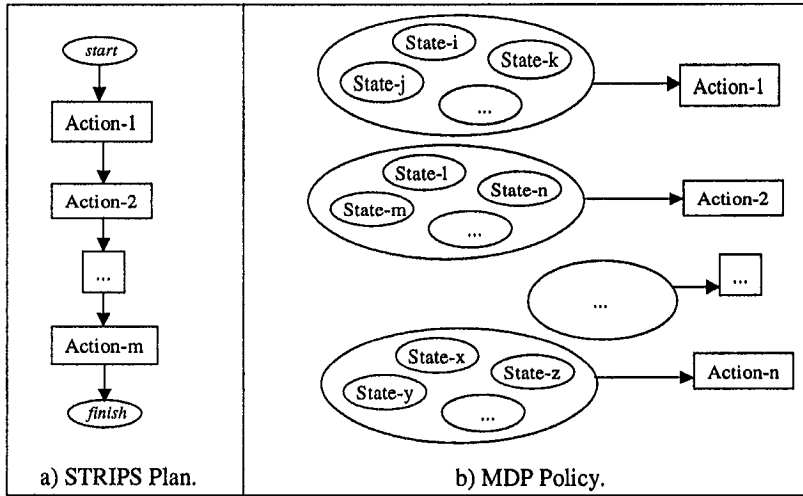 start
Action-1
Action-2
...
Action-m
finish
a) STRIPS Plan.
State-i
State-k
State-j
...
Action-1
State-l
State-n
State-m
...
Action-2
...
...
State-x
State-z
State-y
...
Action-n
b) MDP Policy.